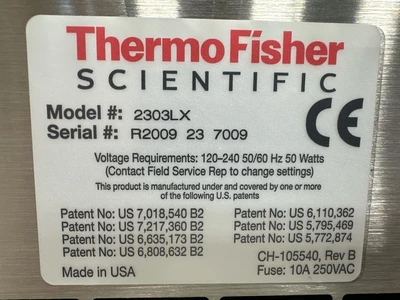 ThermoFisher
SCIENTIFIC
Model #: 2303LX
Serial #: R2009 23 7009
CE
Voltage Requirements: 120-240 50/60 Hz 50 Watts
(Contact Field Service Rep to change settings)
This product is manufactured under and covered by one or more
of the following U.S. patents
Patent No: US 7,018,540 B2
Patent No: US 7,217,360 B2
Patent No: US 6,635,173 B2
Patent No: US 6,808,632 B2
Patent No: US 6,110,362
Patent No: US 5,795,469
Patent No: US 5,772,874
Made in USA
CH-105540, Rev B
Fuse: 10A 250VAC